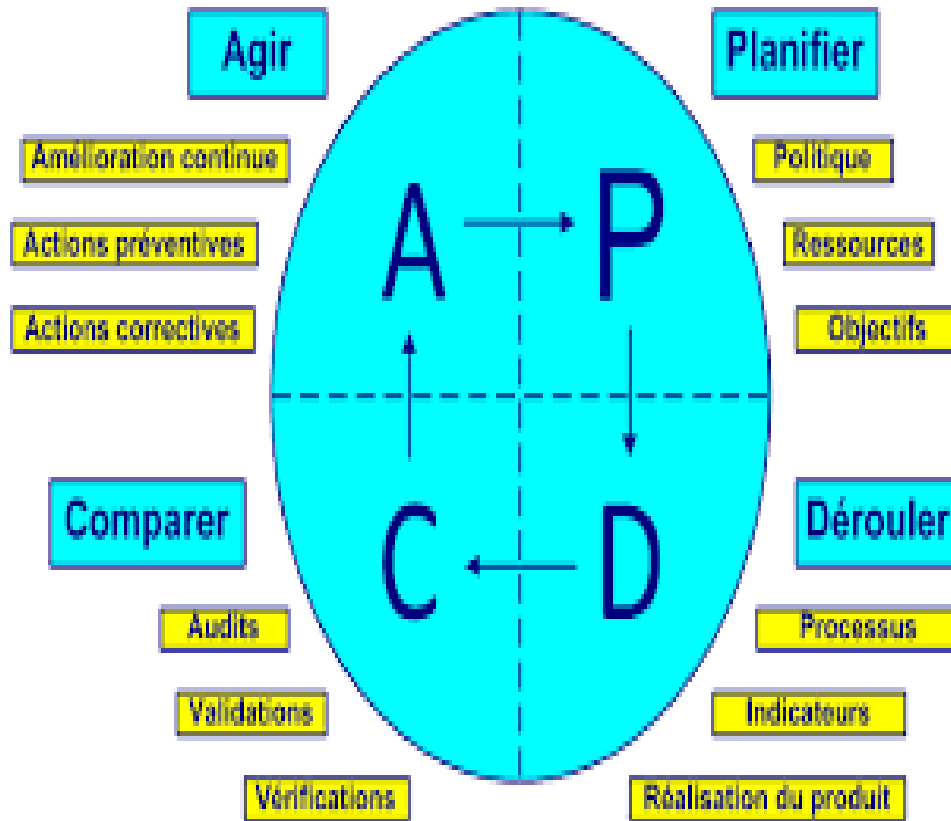 Agir
Planifier
Amélioration continue
Politique
Actions préventives
Ressources
Actions correctives
Objectifs
A
P
C
D
Comparer
Dérouler
Audits
Processus
Validations
Indicateurs
Vérifications
Réalisation du produit